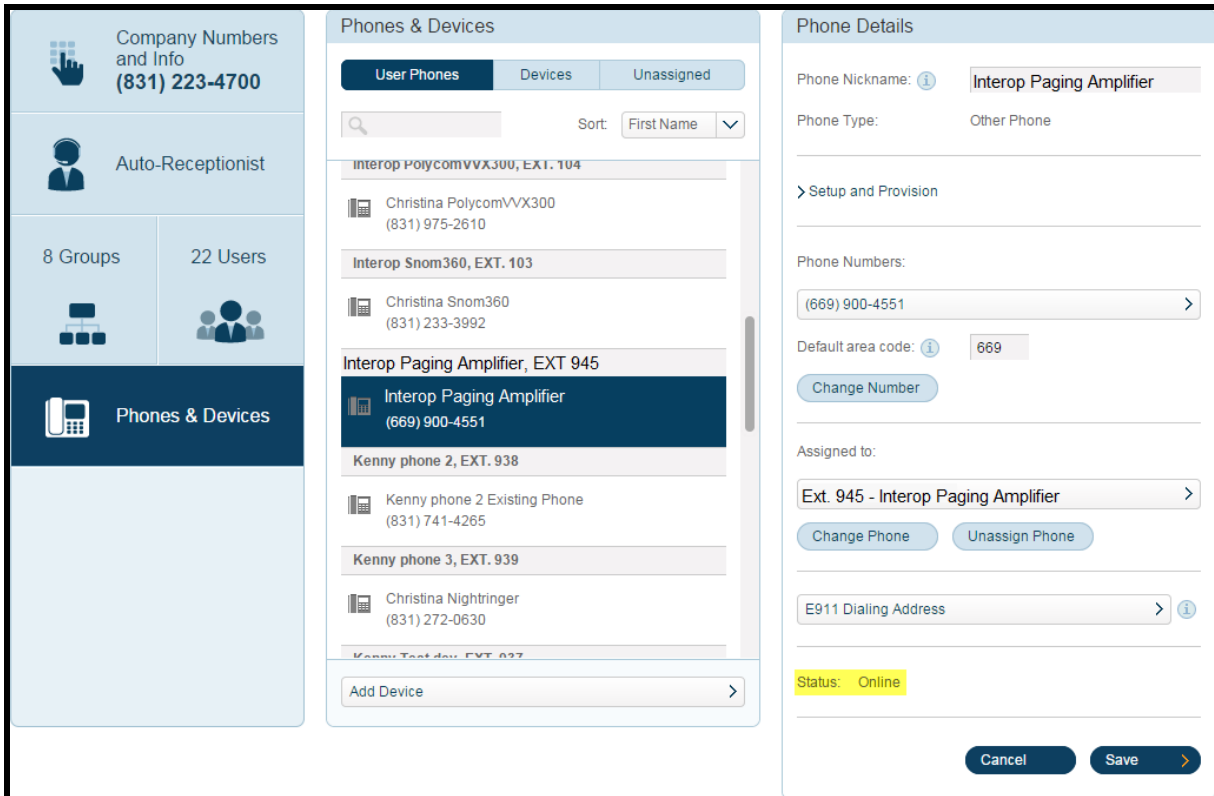 Company Numbers
and Info
(831) 223-4700
Auto-Receptionist
8 Groups
22 Users
Phones & Devices
Phones & Devices
User Phones
Devices
Unassigned
Sort:
First Name
Interop PolycomVVX300, EXT. 104
Christina PolycomVVX300
(831) 975-2610
Interop Snom360, EXT. 103
Christina Snom360
(831) 233-3992
Interop Paging Amplifier, EXT 945
Interop Paging Amplifier
(669) 900-4551
Kenny phone 2, EXT. 938
Kenny phone 2 Existing Phone
(831) 741-4265
Kenny phone 3, EXT. 939
Christina Nightringer
(831) 272-0630
Kenny Test dev, EXT. 937
Add Device
Phone Details
Phone Nickname: i Interop Paging Amplifier
Phone Type: Other Phone
Setup and Provision
Phone Numbers:
(669) 900-4551
Default area code: i 669
Change Number
Assigned to:
Ext. 945 - Interop Paging Amplifier
Change Phone
Unassign Phone
E911 Dialing Address
i
Status: Online
Cancel
Save